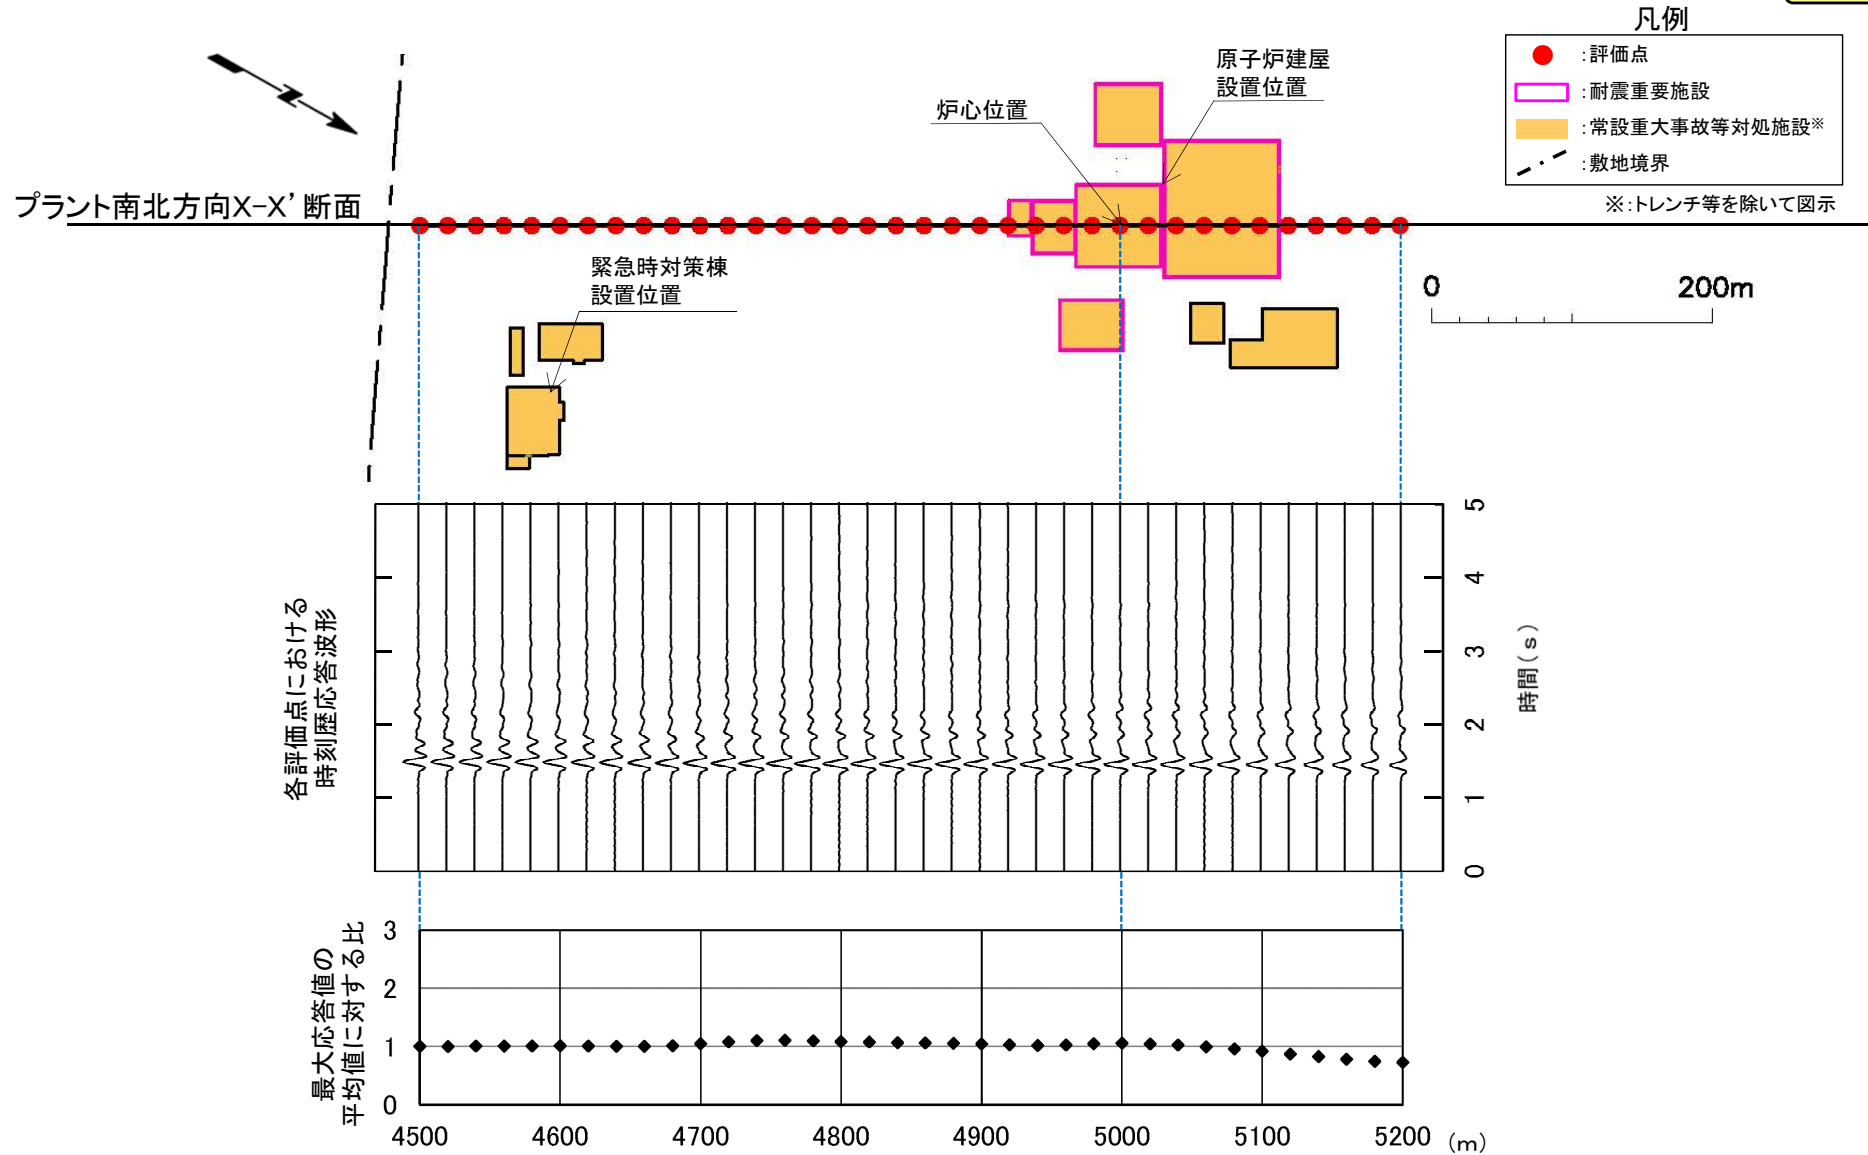 凡例
:評価点
:耐震重要施設
:常設重大事故等対処施設※
:敷地境界
※:トレンチ等を除いて図示
原子炉建屋
設置位置
炉心位置
プラント南北方向X-X'断面
緊急時対策棟
設置位置
0 200m
各評価点における
時刻歴応答波形
5
4
3
2
1
0
時間(s)
最大応答値の
平均値に対する比
3
2
1
0
4500 4600 4700 4800 4900 5000 5100 5200 (m)